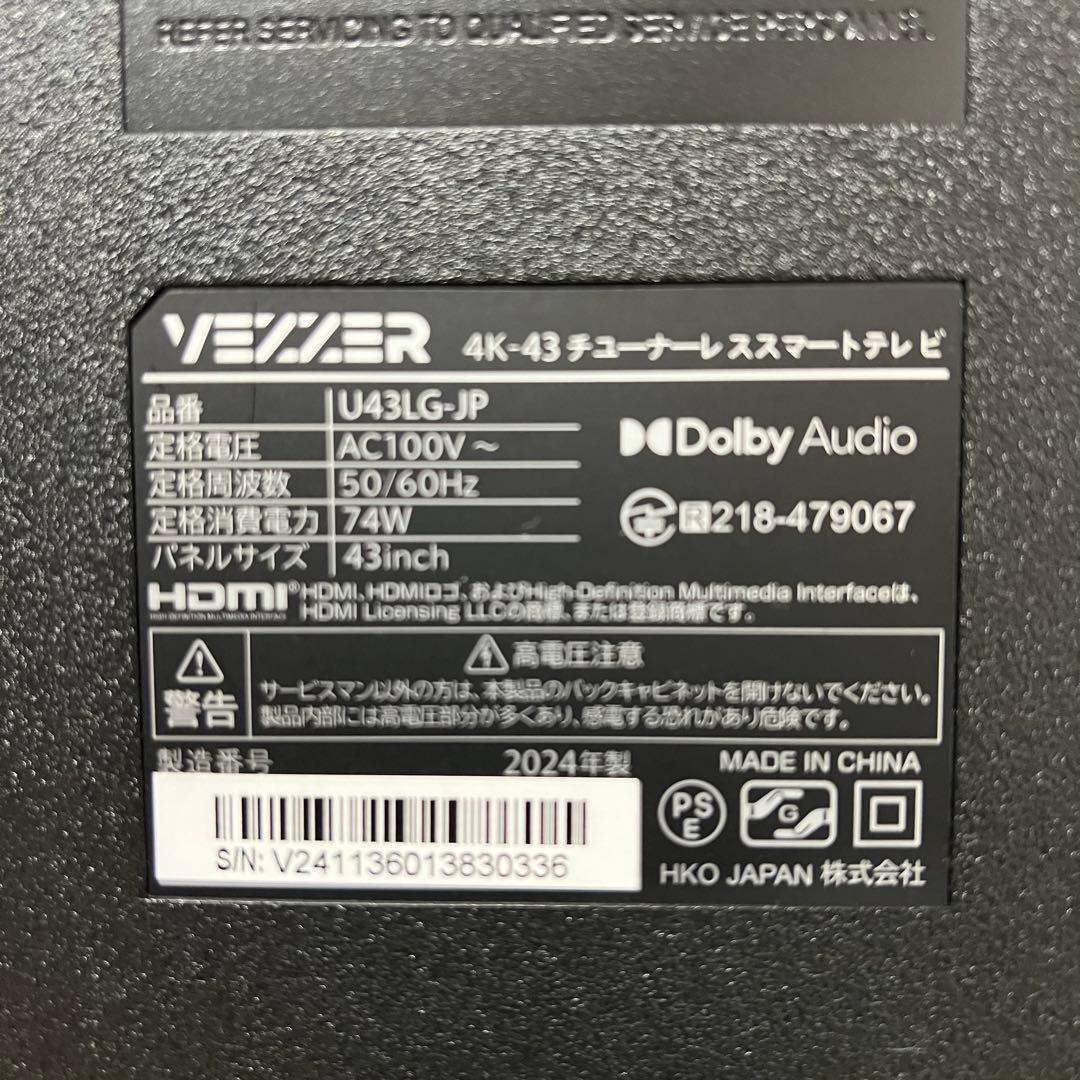 REFER SERVICING TO QUALIFIED SERVICE PERSONNAL.
VEZZER 4K-43 チューナーレススマートテレビ
品番 U43LG-JP
定格電圧 AC100V～
定格周波数 50/60Hz
定格消費電力 74W
パネルサイズ 43inch
Dolby Audio
R 218-479067
HDMI® HDMI、HDMIロゴ、およびHigh-Definition Multimedia Interfaceは、
HIGH DEFINITION MULTIMEDIA INTERFACE HDMI Licensing LLCの商標、または登録商標です。
警告
高電圧注意
サービスマン以外の方は、本製品のバックキャビネットを開けないでください。
製品内部には高電圧部分が多くあり、感電する恐れがあり危険です。
製造番号 2024年製 MADE IN CHINA
S/N: V241136013830336
PS
E
G
HKO JAPAN 株式会社